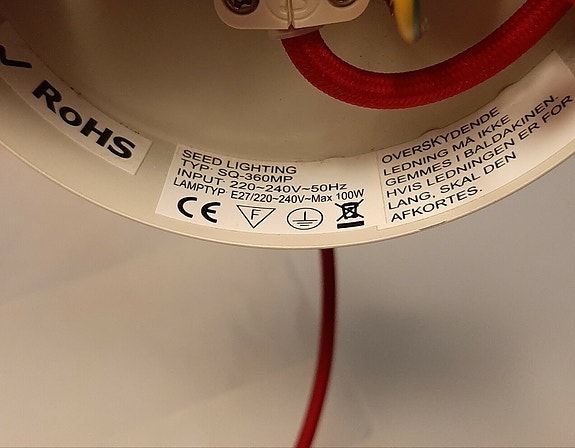 RoHS
SEED LIGHTING
TYP. SQ-360MP
INPUT 220~240V~50Hz
LAMPTYP E27/220~240V~Max 100W
CE F
OVERSKYDENDE
LEDNING MÅ IKKE
GEMMES I BALDAKINEN.
HVIS LEDNINGEN ER FOR
LANG, SKAL DEN
AFKORTES.